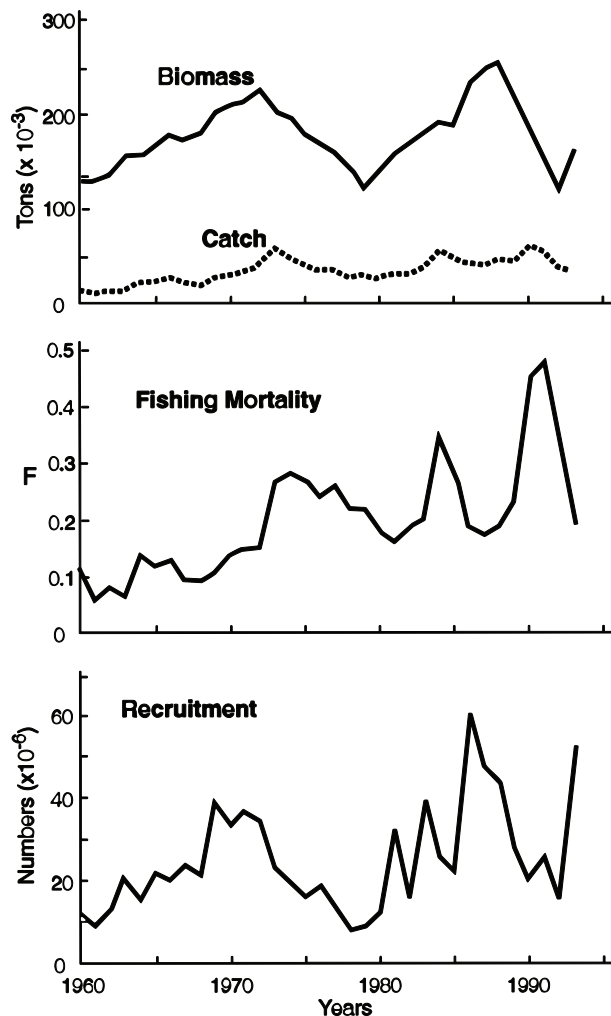 300
Biomass
200
Tons (x 10-3)
100
Catch
0
0.5
0.4
Fishing Mortality
0.3
F
0.2
0.1
0
Recruitment
60
40
Numbers (x10-6)
20
0
1960 1970 1980 1990
Years